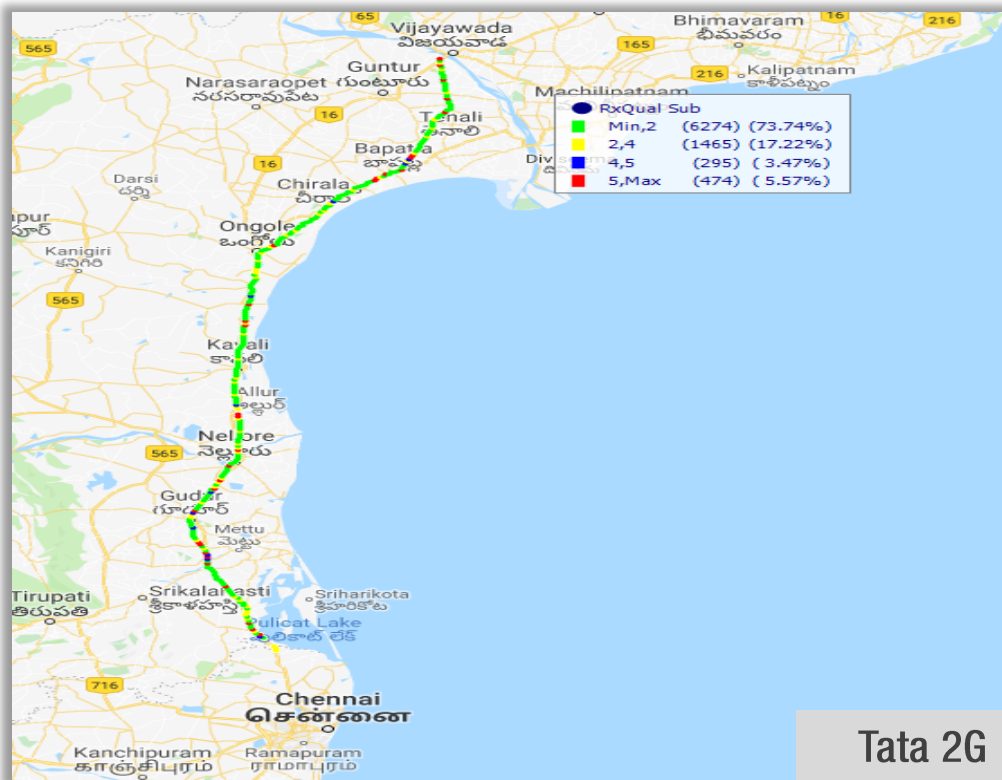 65
16
216
Bhimavaram
భీమవరం
565
Vijayawada
విజయవాడ
165
Guntur
గుంటూరు
216
Kalipatnam
కాళీపట్నం
Narasaraopet
నరసరావుపేట
Machilipatnam
16
Tenali
తెనాలి
RxQual Sub
Min,2 (6274) (73.74%)
2,4 (1465) (17.22%)
4,5 (295) ( 3.47%)
5,Max (474) ( 5.57%)
Bapatla
బాపట్ల
16
Darsi
దర్శి
Chirala
చీరాల
Ongole
ఒంగోలు
Kanigiri
కనిగిరి
565
Kavali
కావలి
Allur
అల్లూర్
Nellore
నెల్లూరు
565
Gudur
గూడూర్
Mettu
మెట్టు
Tirupati
తిరుపతి
Srikalahasti
శ్రీకాళహస్తి
Sriharikota
శ్రీహరికోట
Pulicat Lake
పులికాట్ లేక్
716
Chennai
சென்னை
Kanchipuram
காஞ்சிபுரம்
Ramapuram
ராமாபுரம்
Tata 2G